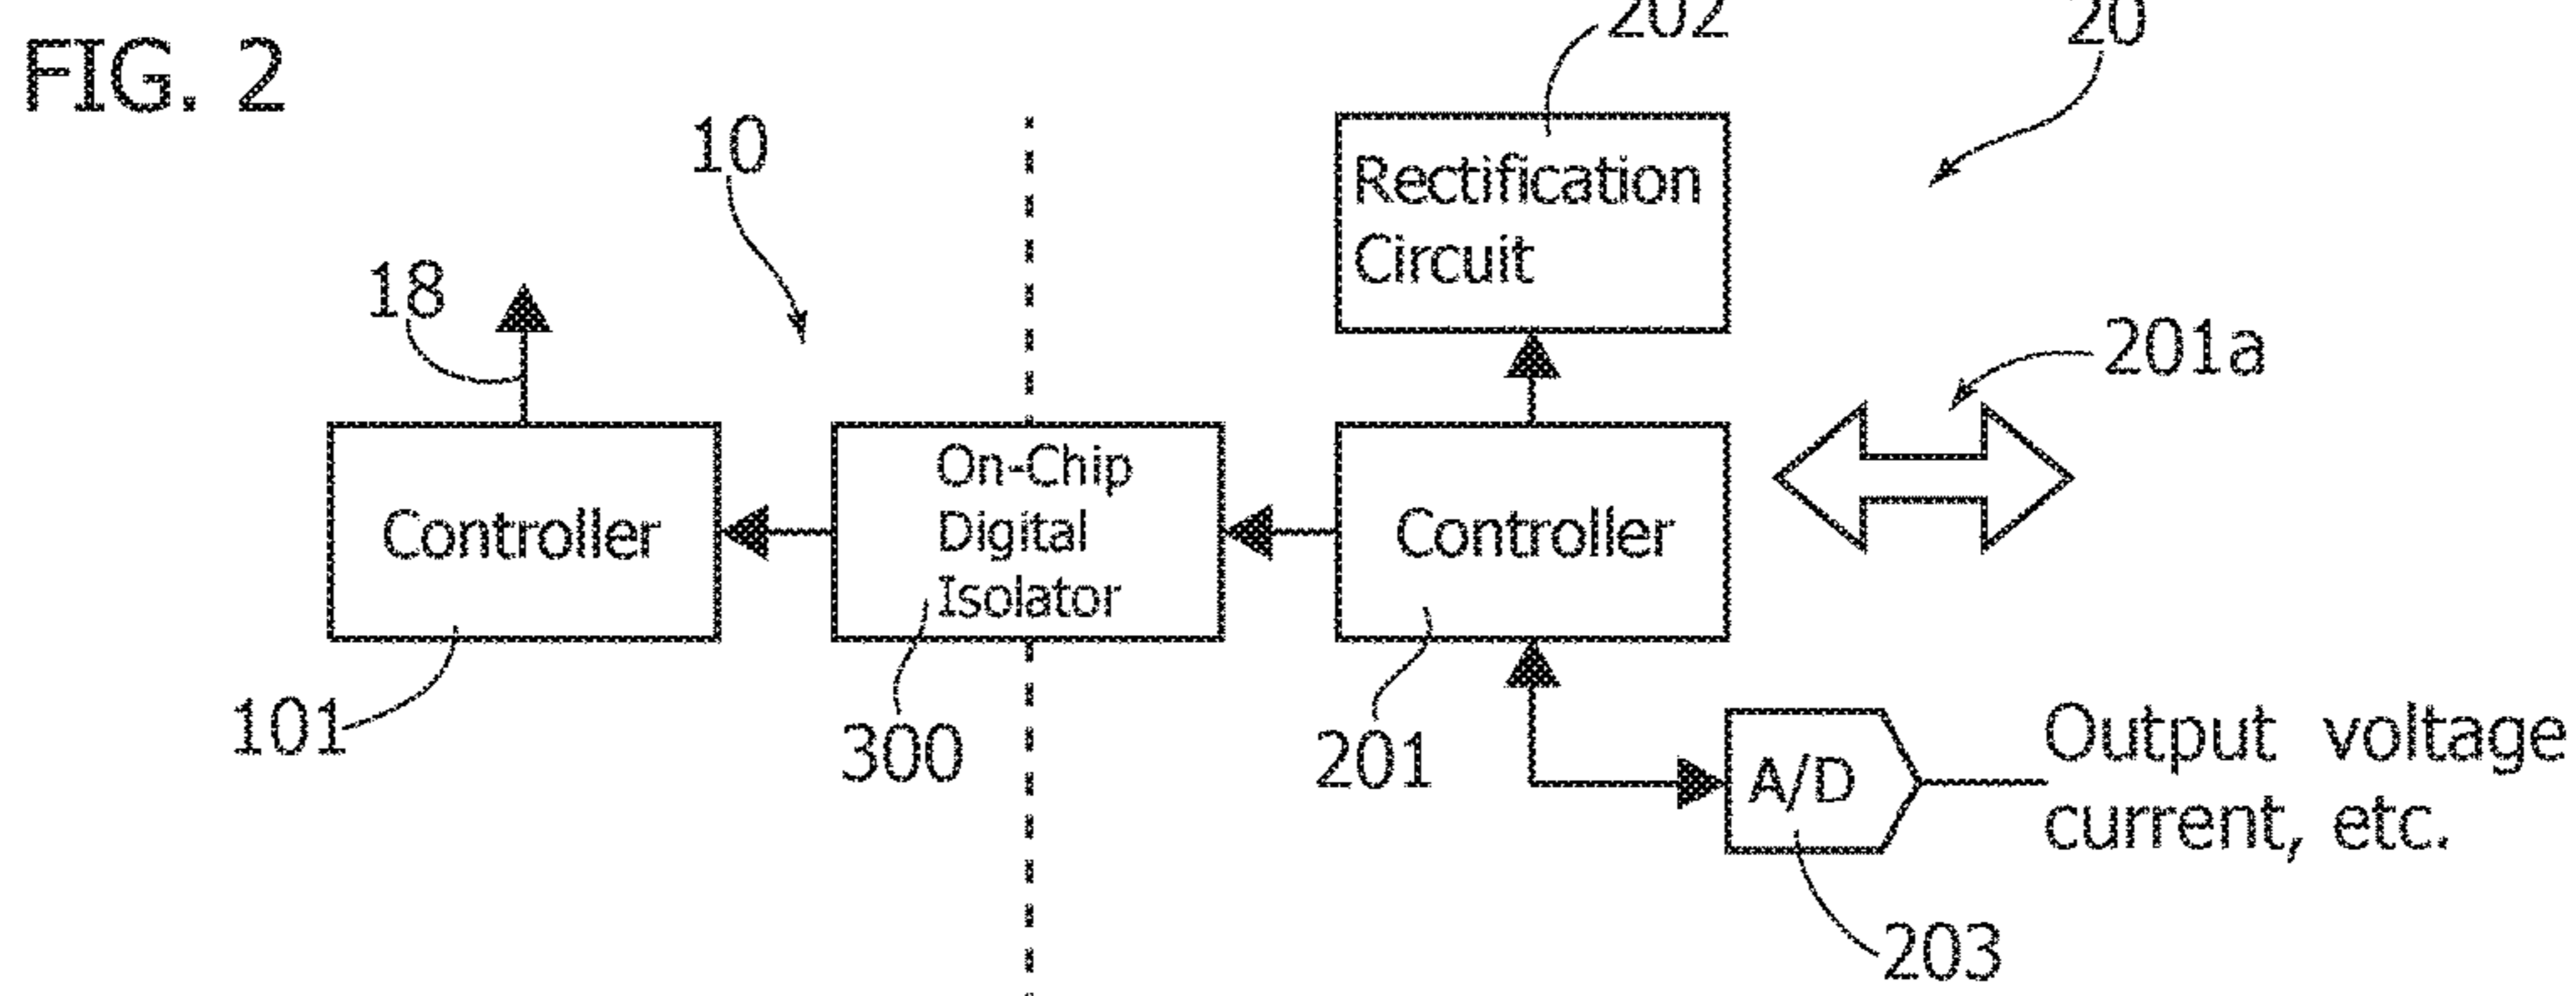 FIG. 2
202
20
10
Rectification
Circuit
18
201a
Controller
On-Chip
Digital
Isolator
Controller
101
300
201
A/D
Output voltage
current, etc.
203